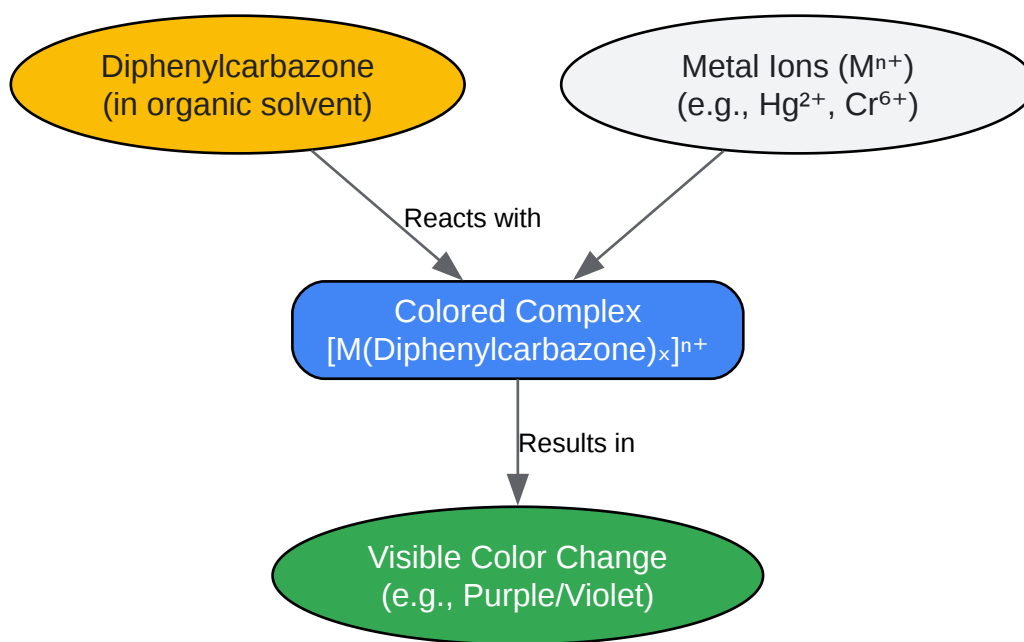 Diphenylcarbazone
(in organic solvent)
Metal Ions (Mⁿ⁺)
(e.g., Hg²⁺, Cr⁶⁺)
Reacts with
Colored Complex
[M(Diphenylcarbazone)ₓ]ⁿ⁺
Results in
Visible Color Change
(e.g., Purple/Violet)